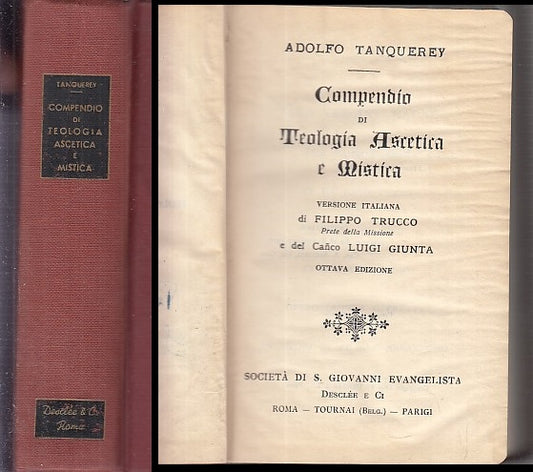 TANQUEREY
COMPENDIO
DI
TEOLOGIA
ASCETICA
E
MISTICA
Desclée & Ci
Roma
ADOLFO TANQUEREY
Compendio
DI
Teologia Ascetica
e Mistica
VERSIONE ITALIANA
di FILIPPO TRUCCO
Prete della Missione
e del Cañco LUIGI GIUNTA
OTTAVA EDIZIONE
SOCIETÀ DI S. GIOVANNI EVANGELISTA
DESCLÉE E CI
ROMA — TOURNAI (BELG.) — PARIGI